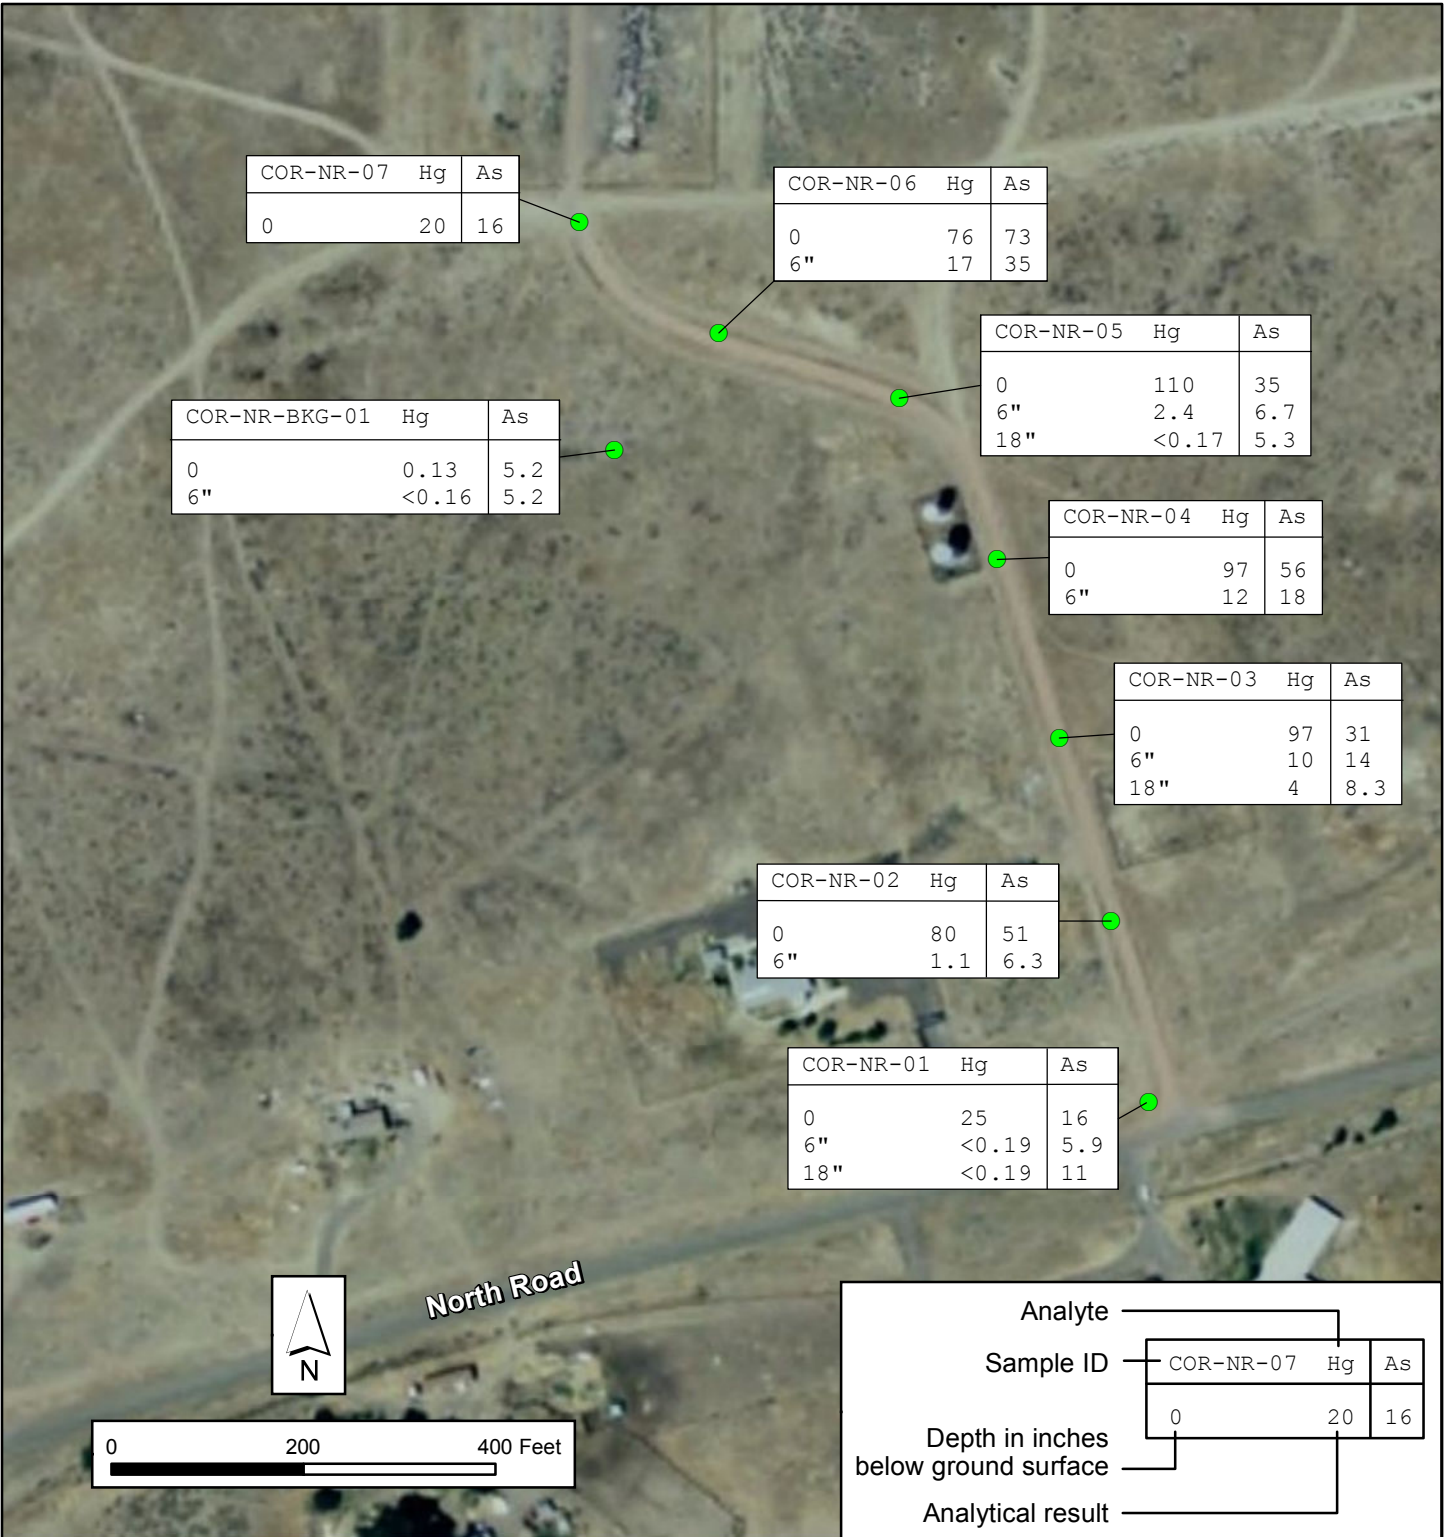 COR-NR-07 Hg As
0 20 16
COR-NR-06 Hg As
0 76 73
6" 17 35
COR-NR-05 Hg As
0 110 35
6" 2.4 6.7
18" <0.17 5.3
COR-NR-BKG-01 Hg As
0 0.13 5.2
6" <0.16 5.2
COR-NR-04 Hg As
0 97 56
6" 12 18
COR-NR-03 Hg As
0 97 31
6" 10 14
18" 4 8.3
COR-NR-02 Hg As
0 80 51
6" 1.1 6.3
COR-NR-01 Hg As
0 25 16
6" <0.19 5.9
18" <0.19 11
North Road
N
0 200 400 Feet
Analyte
Sample ID
COR-NR-07 Hg As
0 20 16
Depth in inches
below ground surface
Analytical result